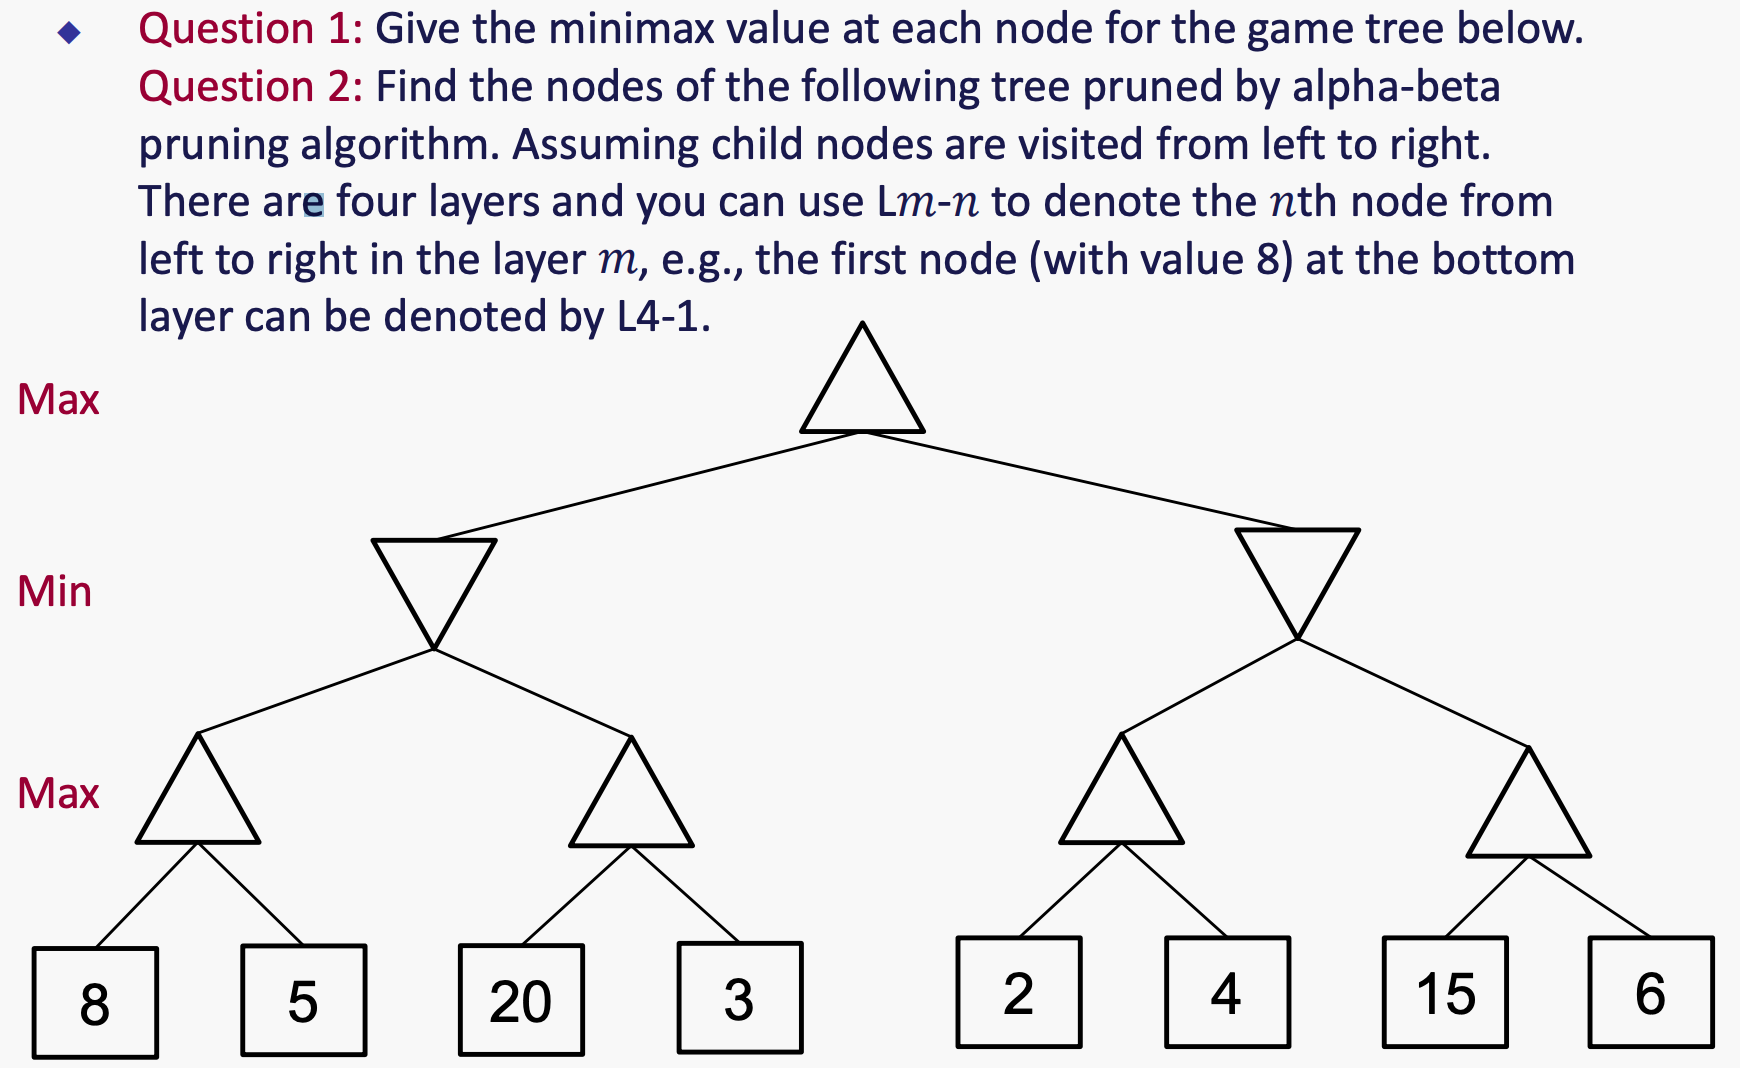 Question 1: Give the minimax value at each node for the game tree below.
Question 2: Find the nodes of the following tree pruned by alpha-beta
pruning algorithm. Assuming child nodes are visited from left to right.
There are four layers and you can use Lm-n to denote the nth node from
left to right in the layer m, e.g., the first node (with value 8) at the bottom
layer can be denoted by L4-1.
Max
Min
Max
8 5 20 3 2 4 15 6